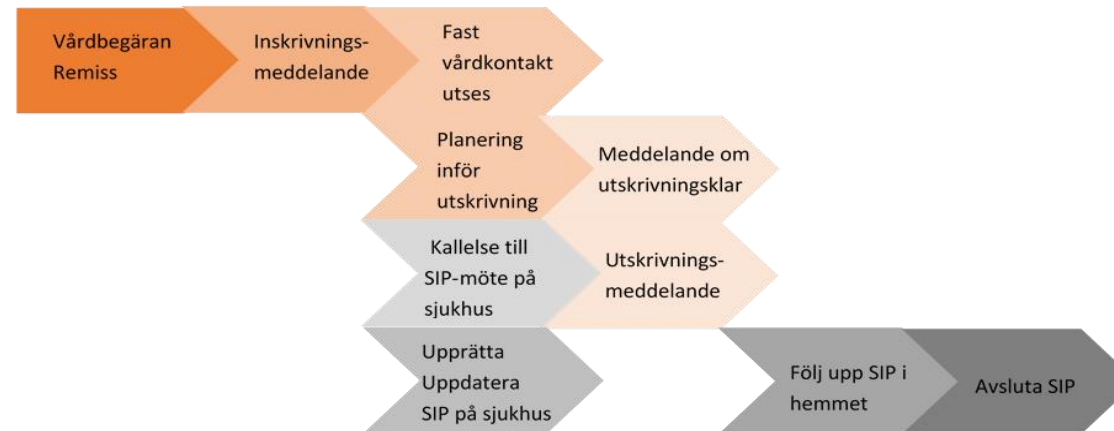 Vårdbegäran
Remiss
Inskrivnings-
meddelande
Fast
vårdkontakt
utses
Planering
inför
utskrivning
Meddelande om
utskrivningsklar
Kallelse till
SIP-möte på
sjukhus
Utskrivnings-
meddelande
Upprätta
Uppdatera
SIP på sjukhus
Följ upp SIP i
hemmet
Avsluta SIP